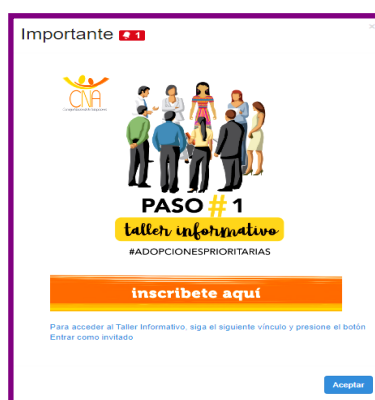 Importante 1
×
CNA
PASO # 1
taller informativo
#ADOPCIONESPRIORITARIAS
inscribete aquí
Para acceder al Taller Informativo, siga el siguiente vínculo y presione el botón
Entrar como invitado
Aceptar